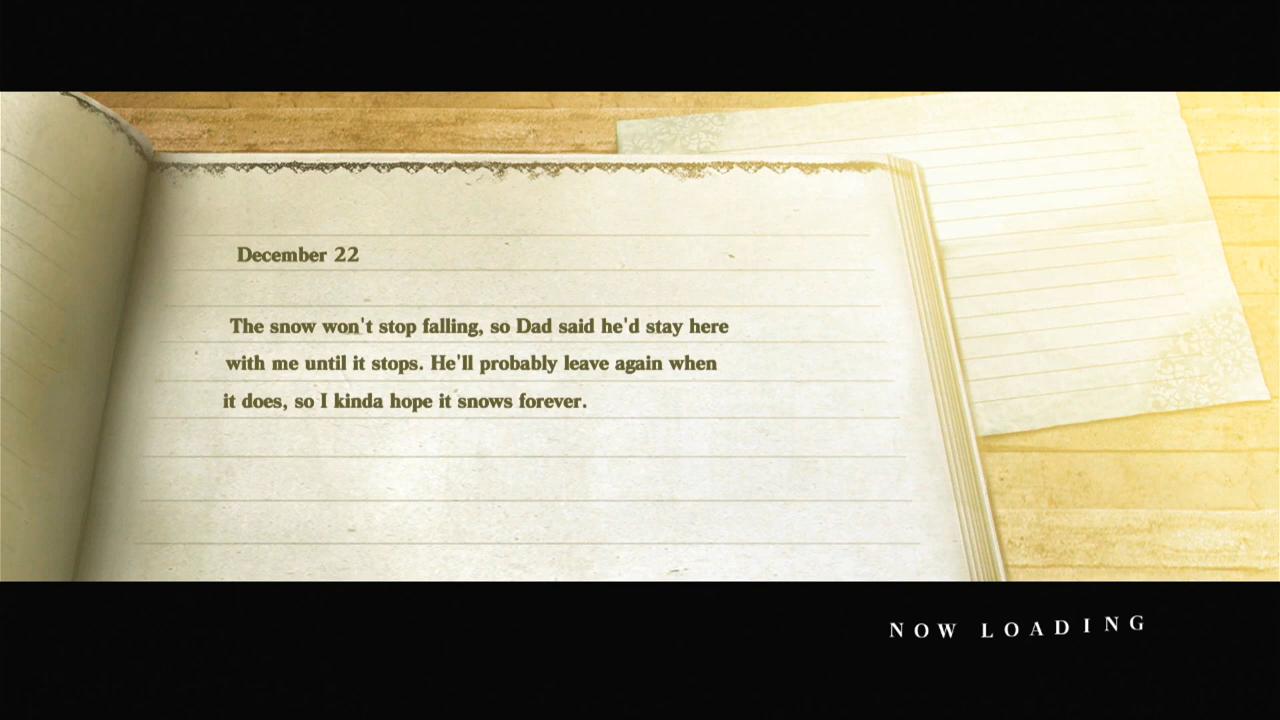 December 22
The snow won't stop falling, so Dad said he'd stay here
with me until it stops. He'll probably leave again when
it does, so I kinda hope it snows forever.
NOW LOADING